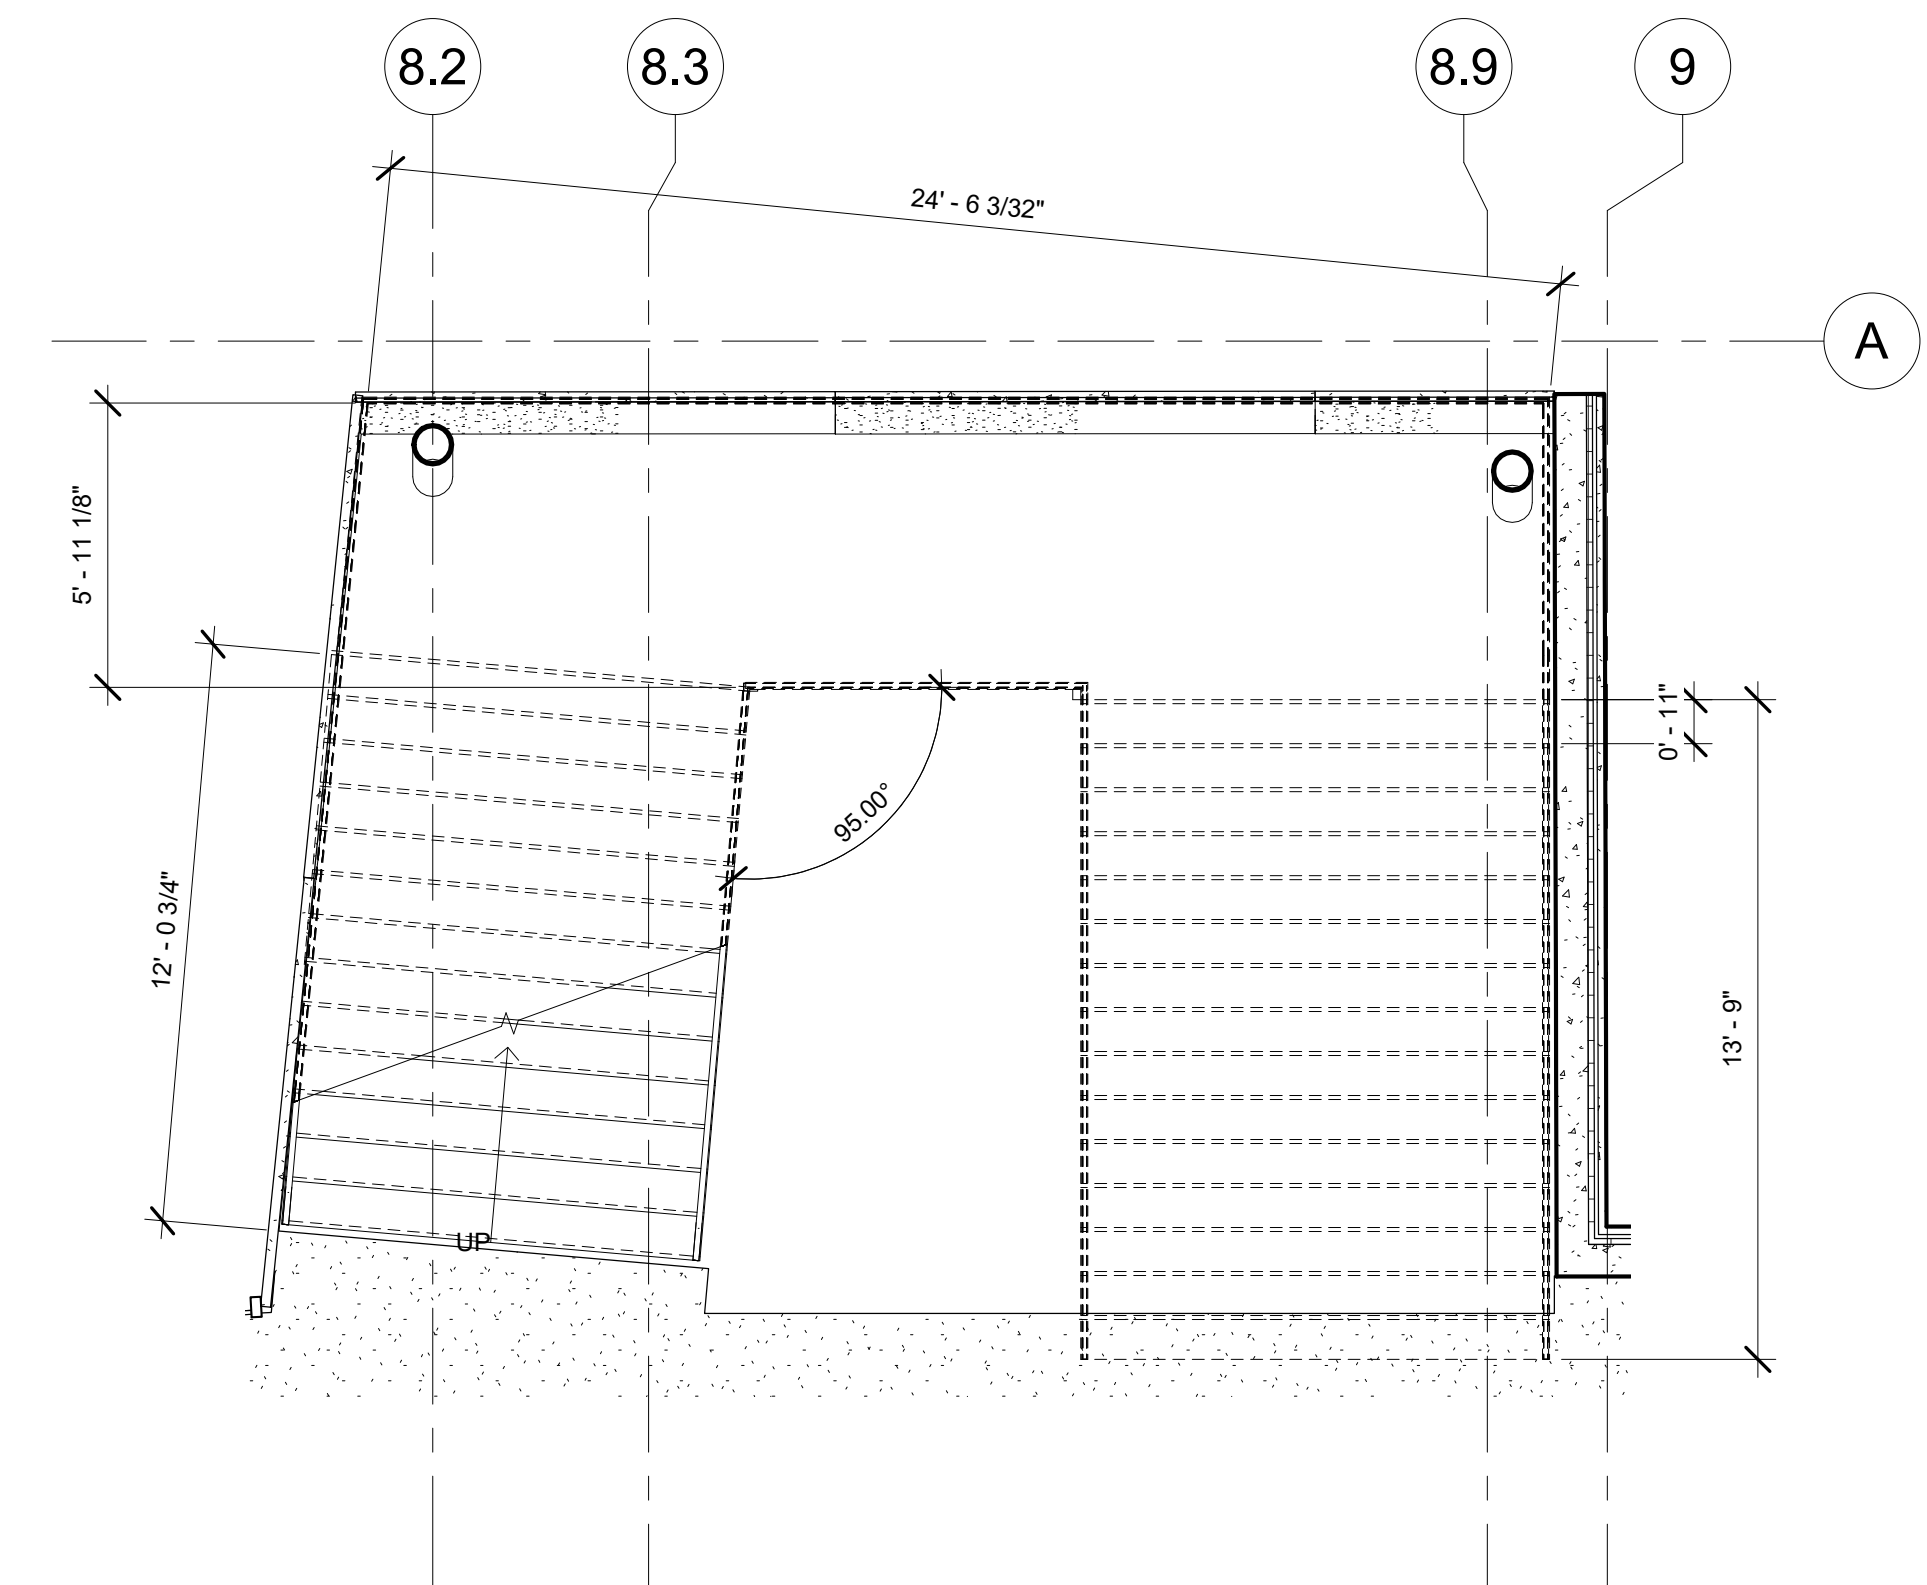 8.2
8.3
8.9
9
24' - 6 3/32"
A
5' - 11 1/8"
0' - 11"
95.00°
12' - 0 3/4"
13' - 9"
UP